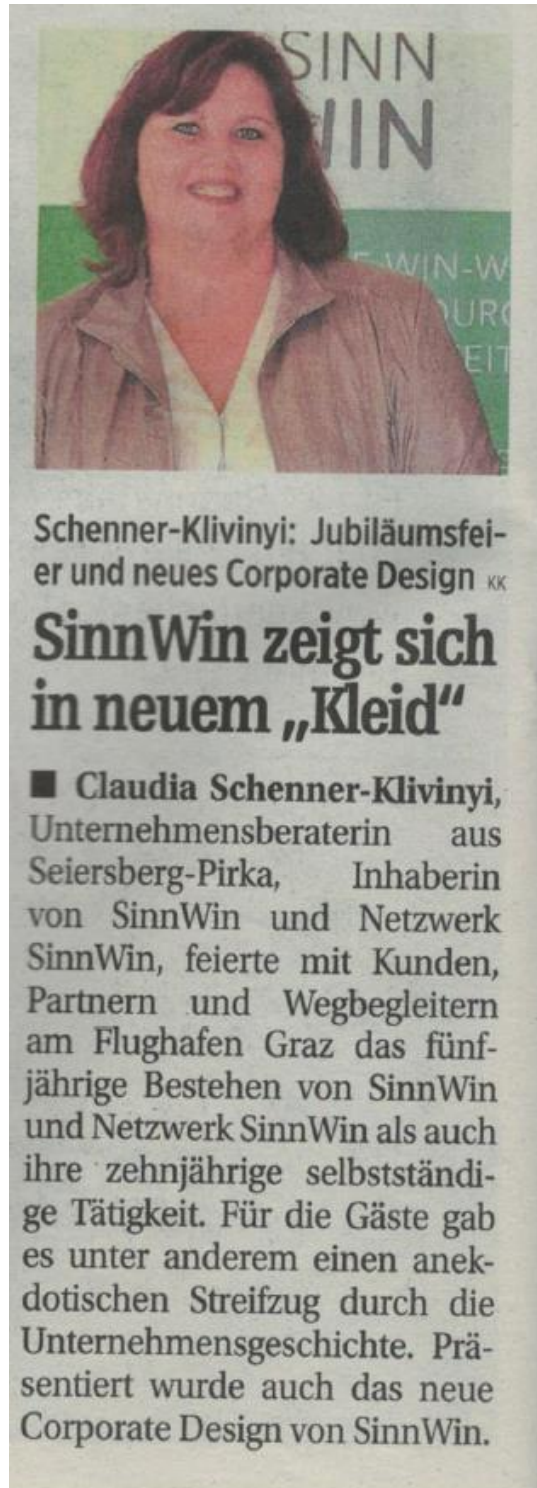 SINN
WIN
E-WIN-W
DURC
EIT
Schenner-Klivinyi: Jubiläumsfei-
er und neues Corporate Design KK
SinnWin zeigt sich
in neuem „Kleid“
■ Claudia Schenner-Klivinyi,
Unternehmensberaterin aus
Seiersberg-Pirka, Inhaberin
von SinnWin und Netzwerk
SinnWin, feierte mit Kunden,
Partnern und Wegbegleitern
am Flughafen Graz das fünf-
jährige Bestehen von SinnWin
und Netzwerk SinnWin als auch
ihre zehnjährige selbstständi-
ge Tätigkeit. Für die Gäste gab
es unter anderem einen anek-
dotischen Streifzug durch die
Unternehmensgeschichte. Prä-
sentiert wurde auch das neue
Corporate Design von SinnWin.